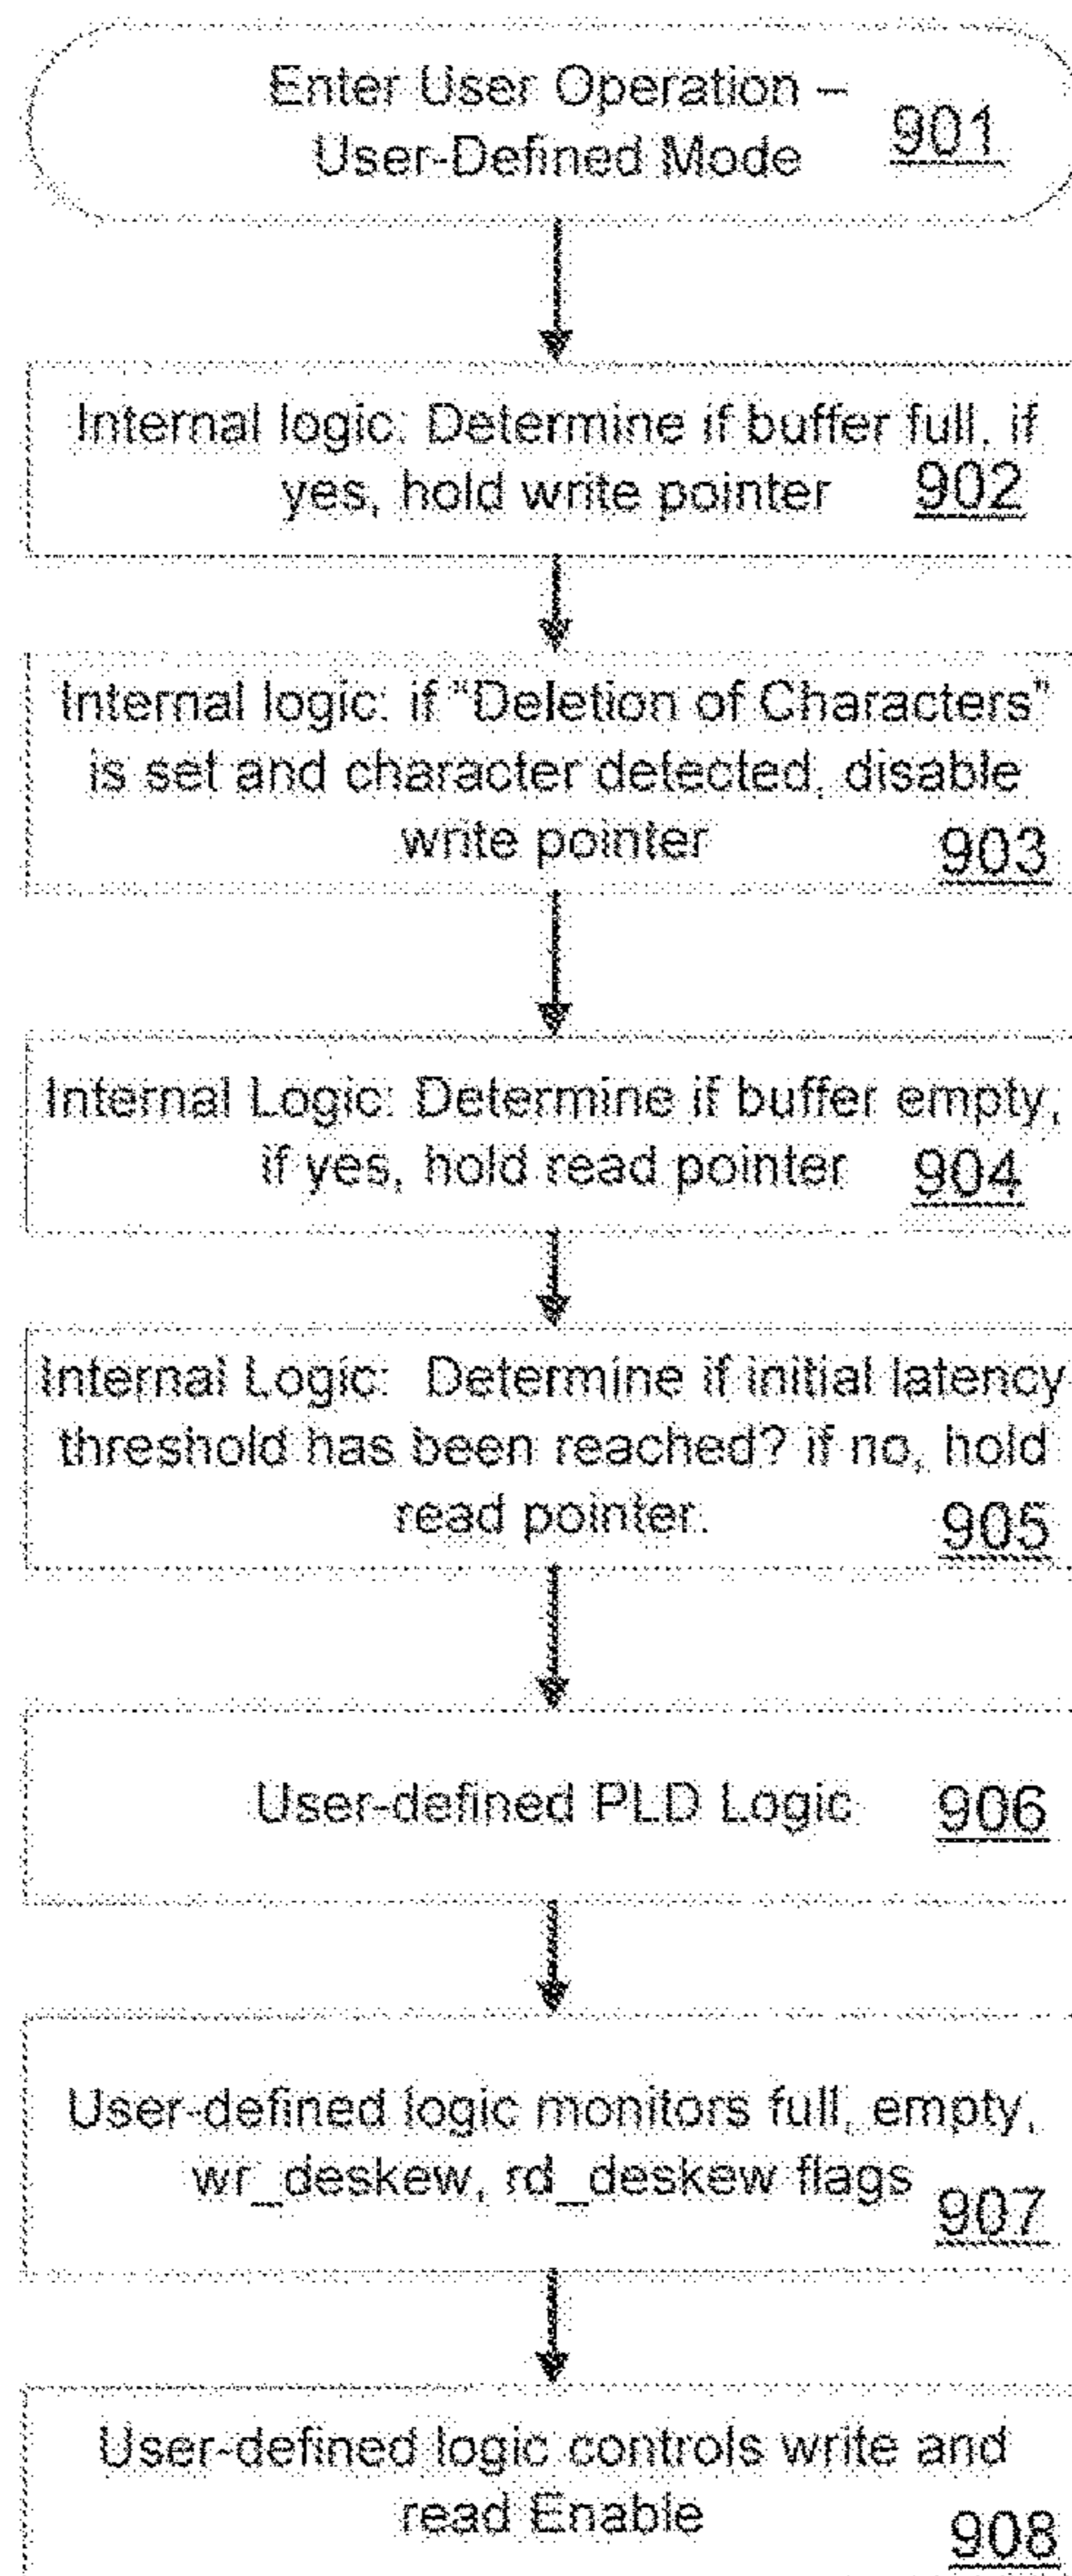 Enter User Operation –
User-Defined Mode 901
Internal logic: Determine if buffer full, if
yes, hold write pointer 902
Internal logic: if "Deletion of Characters"
is set and character detected, disable
write pointer 903
Internal Logic: Determine if buffer empty,
if yes, hold read pointer 904
Internal Logic: Determine if initial latency
threshold has been reached? if no, hold
read pointer. 905
User-defined PLD Logic 906
User-defined logic monitors full, empty,
wr_deskew, rd_deskew flags 907
User-defined logic controls write and
read Enable 908